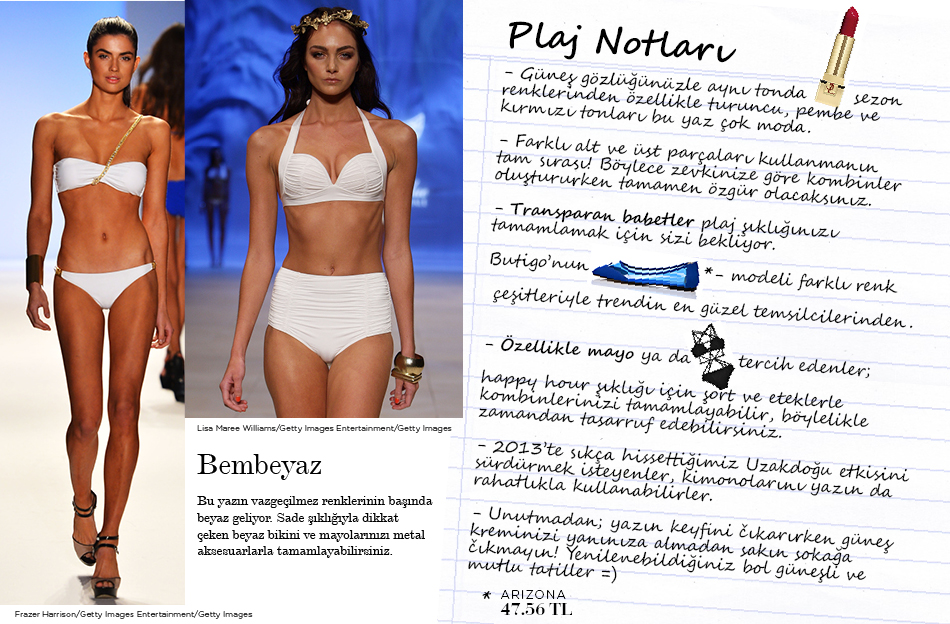 Lisa Maree Williams/Getty Images Entertainment/Getty Images
Bembeyaz
Bu yazın vazgeçilmez renklerinin başında
beyaz geliyor. Sade şıklığıyla dikkat
çeken beyaz bikini ve mayolarınızı metal
aksesuarlarla tamamlayabilirsiniz.
Frazer Harrison/Getty Images Entertainment/Getty Images
Plaj Notları
- Güneş gözlüğünüzle aynı tonda sezon
renklerinden özellikle turuncu, pembe ve
kırmızı tonları bu yaz çok moda.
- Farklı alt ve üst parçaları kullanmanın
tam sırası! Böylece zevkinize göre kombinler
oluştururken tamamen özgür olacaksınız.
- Transparan babetler plaj şıklığınızı
tamamlamak için sizi bekliyor.
Butigo'nun *- modeli farklı renk
çeşitleriyle trendin en güzel temsilcilerinden.
- Özellikle mayo ya da tercih edenler;
happy hour şıklığı için şort ve eteklerle
kombinlerinizi tamamlayabilir, böylelikle
zamandan tasarruf edebilirsiniz.
- 2013'te sıkça hissettiğimiz Uzakdoğu etkisini
sürdürmek isteyenler, kimonolarını yazın da
rahatlıkla kullanabilirler.
- Unutmadan; yazın keyfini čıkarırken güneş
kreminizi yanınıza almadan sakın sokağa
čıkmayın! Yenilenebildiğiniz bol güneşli ve
mutlu tatiller =)
* ARIZONA
47.56 TL